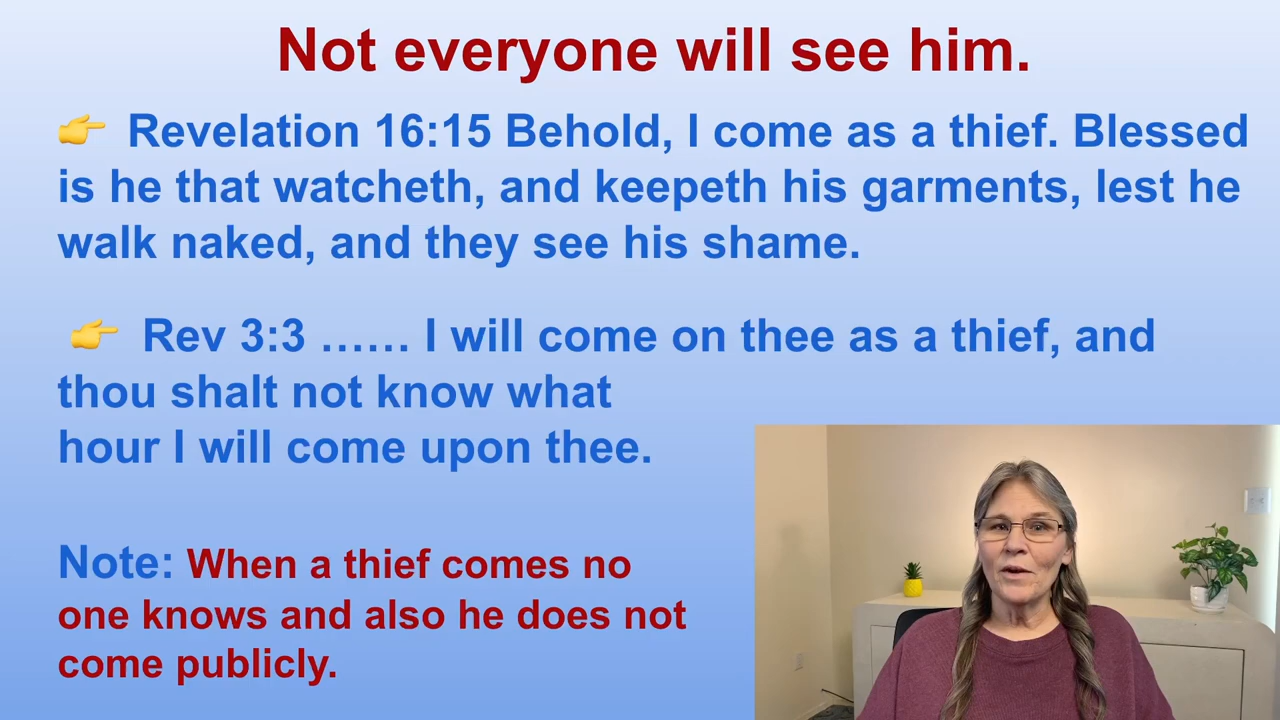 Not everyone will see him.
👉 Revelation 16:15 Behold, I come as a thief. Blessed
is he that watcheth, and keepeth his garments, lest he
walk naked, and they see his shame.
👉 Rev 3:3 …… I will come on thee as a thief, and
thou shalt not know what
hour I will come upon thee.
Note: When a thief comes no
one knows and also he does not
come publicly.